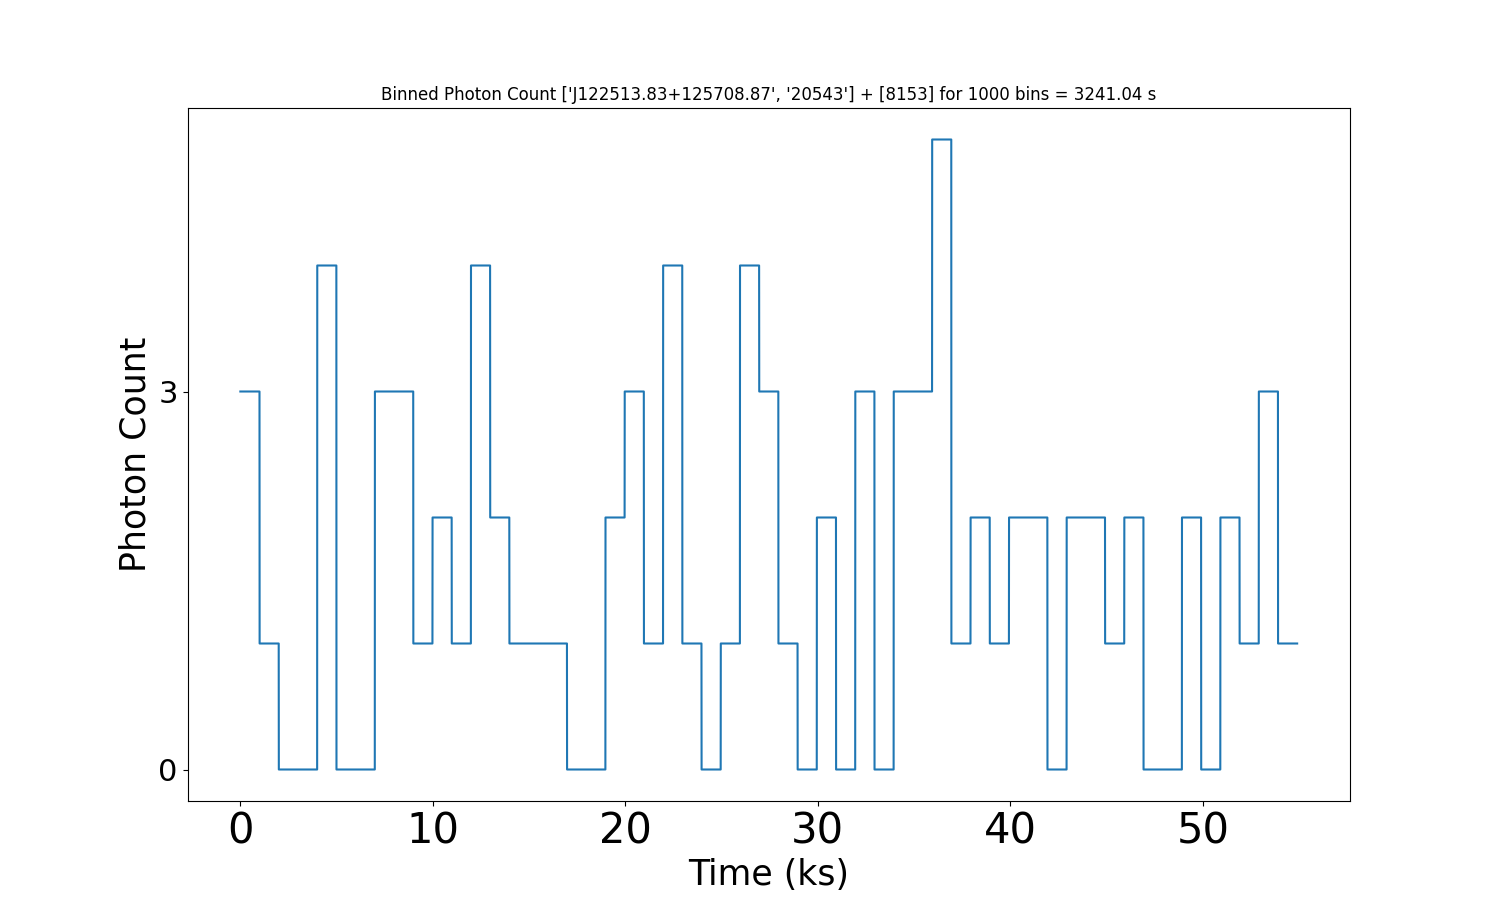 Binned Photon Count ['J122513.83+125708.87', '20543'] + [8153] for 1000 bins = 3241.04 s
Photon Count
3
0
0 10 20 30 40 50
Time (ks)